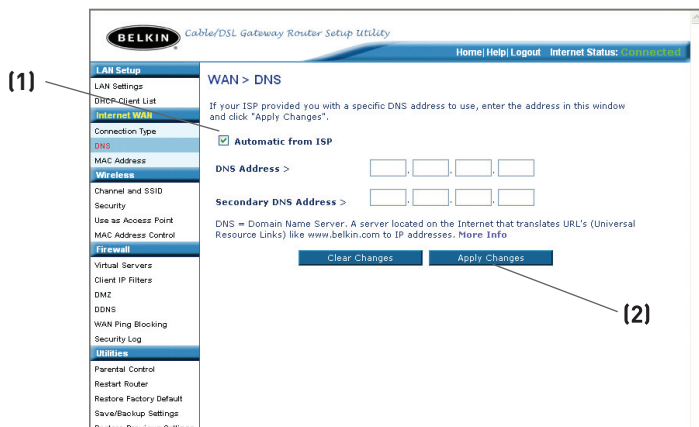 BELKIN Cable/DSL Gateway Router Setup Utility
Home| Help| Logout Internet Status: Connected
(1)
LAN Setup
LAN Settings
DHCP Client List
Internet WAN
Connection Type
DNS
MAC Address
Wireless
Channel and SSID
Security
Use as Access Point
MAC Address Control
Firewall
Virtual Servers
Client IP Filters
DMZ
DDNS
WAN Ping Blocking
Security Log
Utilities
Parental Control
Restart Router
Restore Factory Default
Save/Backup Settings
Restore Previous Settings
WAN > DNS
If your ISP provided you with a specific DNS address to use, enter the address in this window
and click "Apply Changes".
Automatic from ISP
DNS Address > . . .
Secondary DNS Address > . . .
DNS = Domain Name Server. A server located on the Internet that translates URL's (Universal
Resource Links) like www.belkin.com to IP addresses. More Info
Clear Changes Apply Changes
(2)